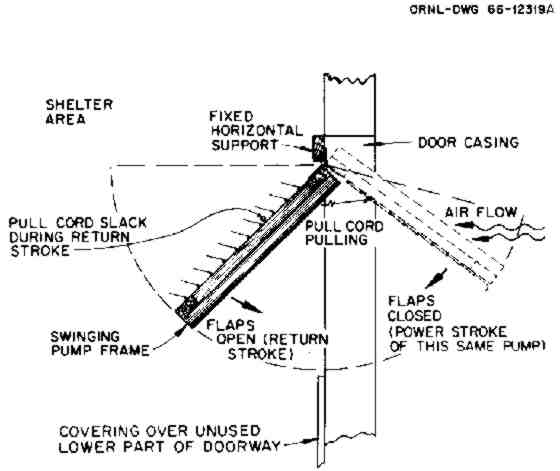 ORNL-DWG 66-12319A
SHELTER
AREA
FIXED
HORIZONTAL
SUPPORT
DOOR CASING
PULL CORD SLACK
DURING RETURN
STROKE
PULL CORD
PULLING
AIR FLOW
SWINGING
PUMP FRAME
FLAPS
OPEN (RETURN
STROKE)
FLAPS
CLOSED
(POWER STROKE
OF THIS SAME PUMP)
COVERING OVER UNUSED
LOWER PART OF DOORWAY